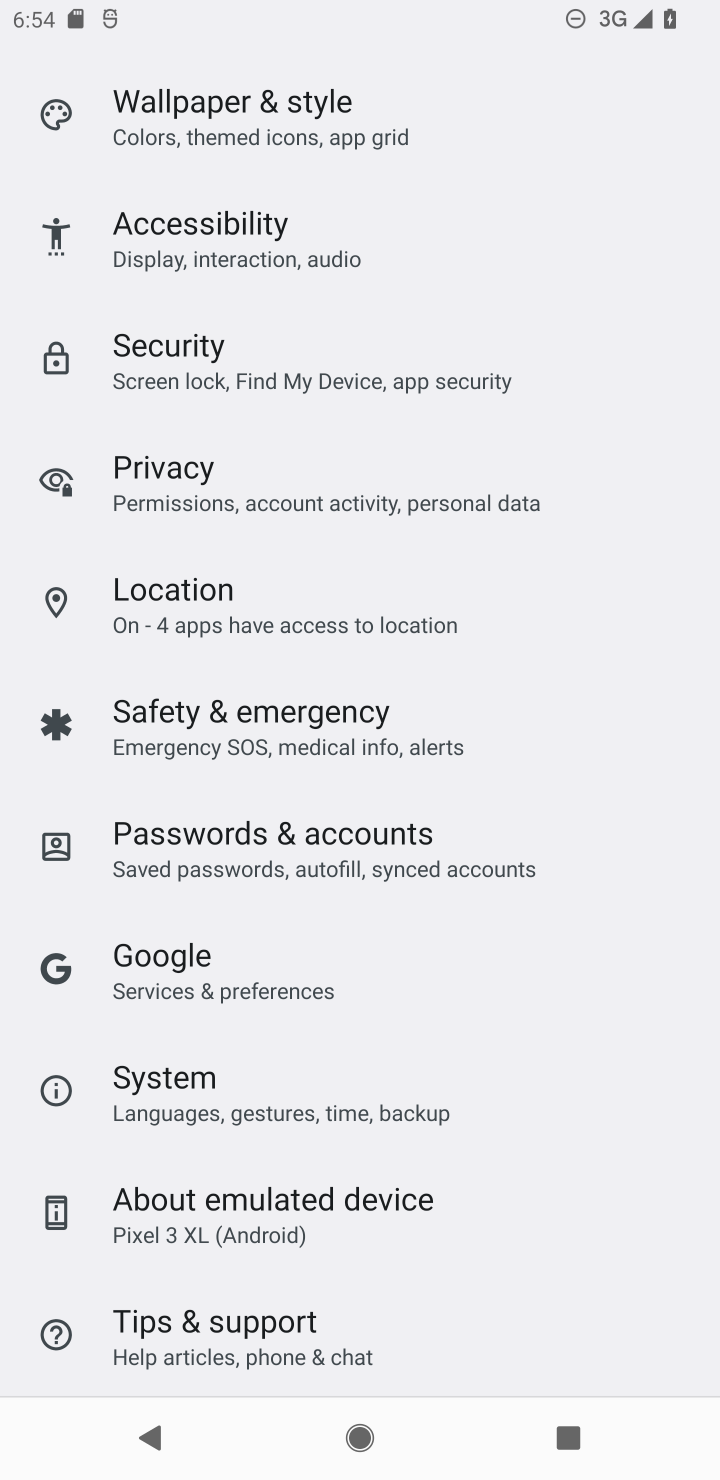 6:54
3G
Wallpaper & style
Colors, themed icons, app grid
Accessibility
Display, interaction, audio
Security
Screen lock, Find My Device, app security
Privacy
Permissions, account activity, personal data
Location
On - 4 apps have access to location
Safety & emergency
Emergency SOS, medical info, alerts
Passwords & accounts
Saved passwords, autofill, synced accounts
Google
Services & preferences
System
Languages, gestures, time, backup
About emulated device
Pixel 3 XL (Android)
Tips & support
Help articles, phone & chat